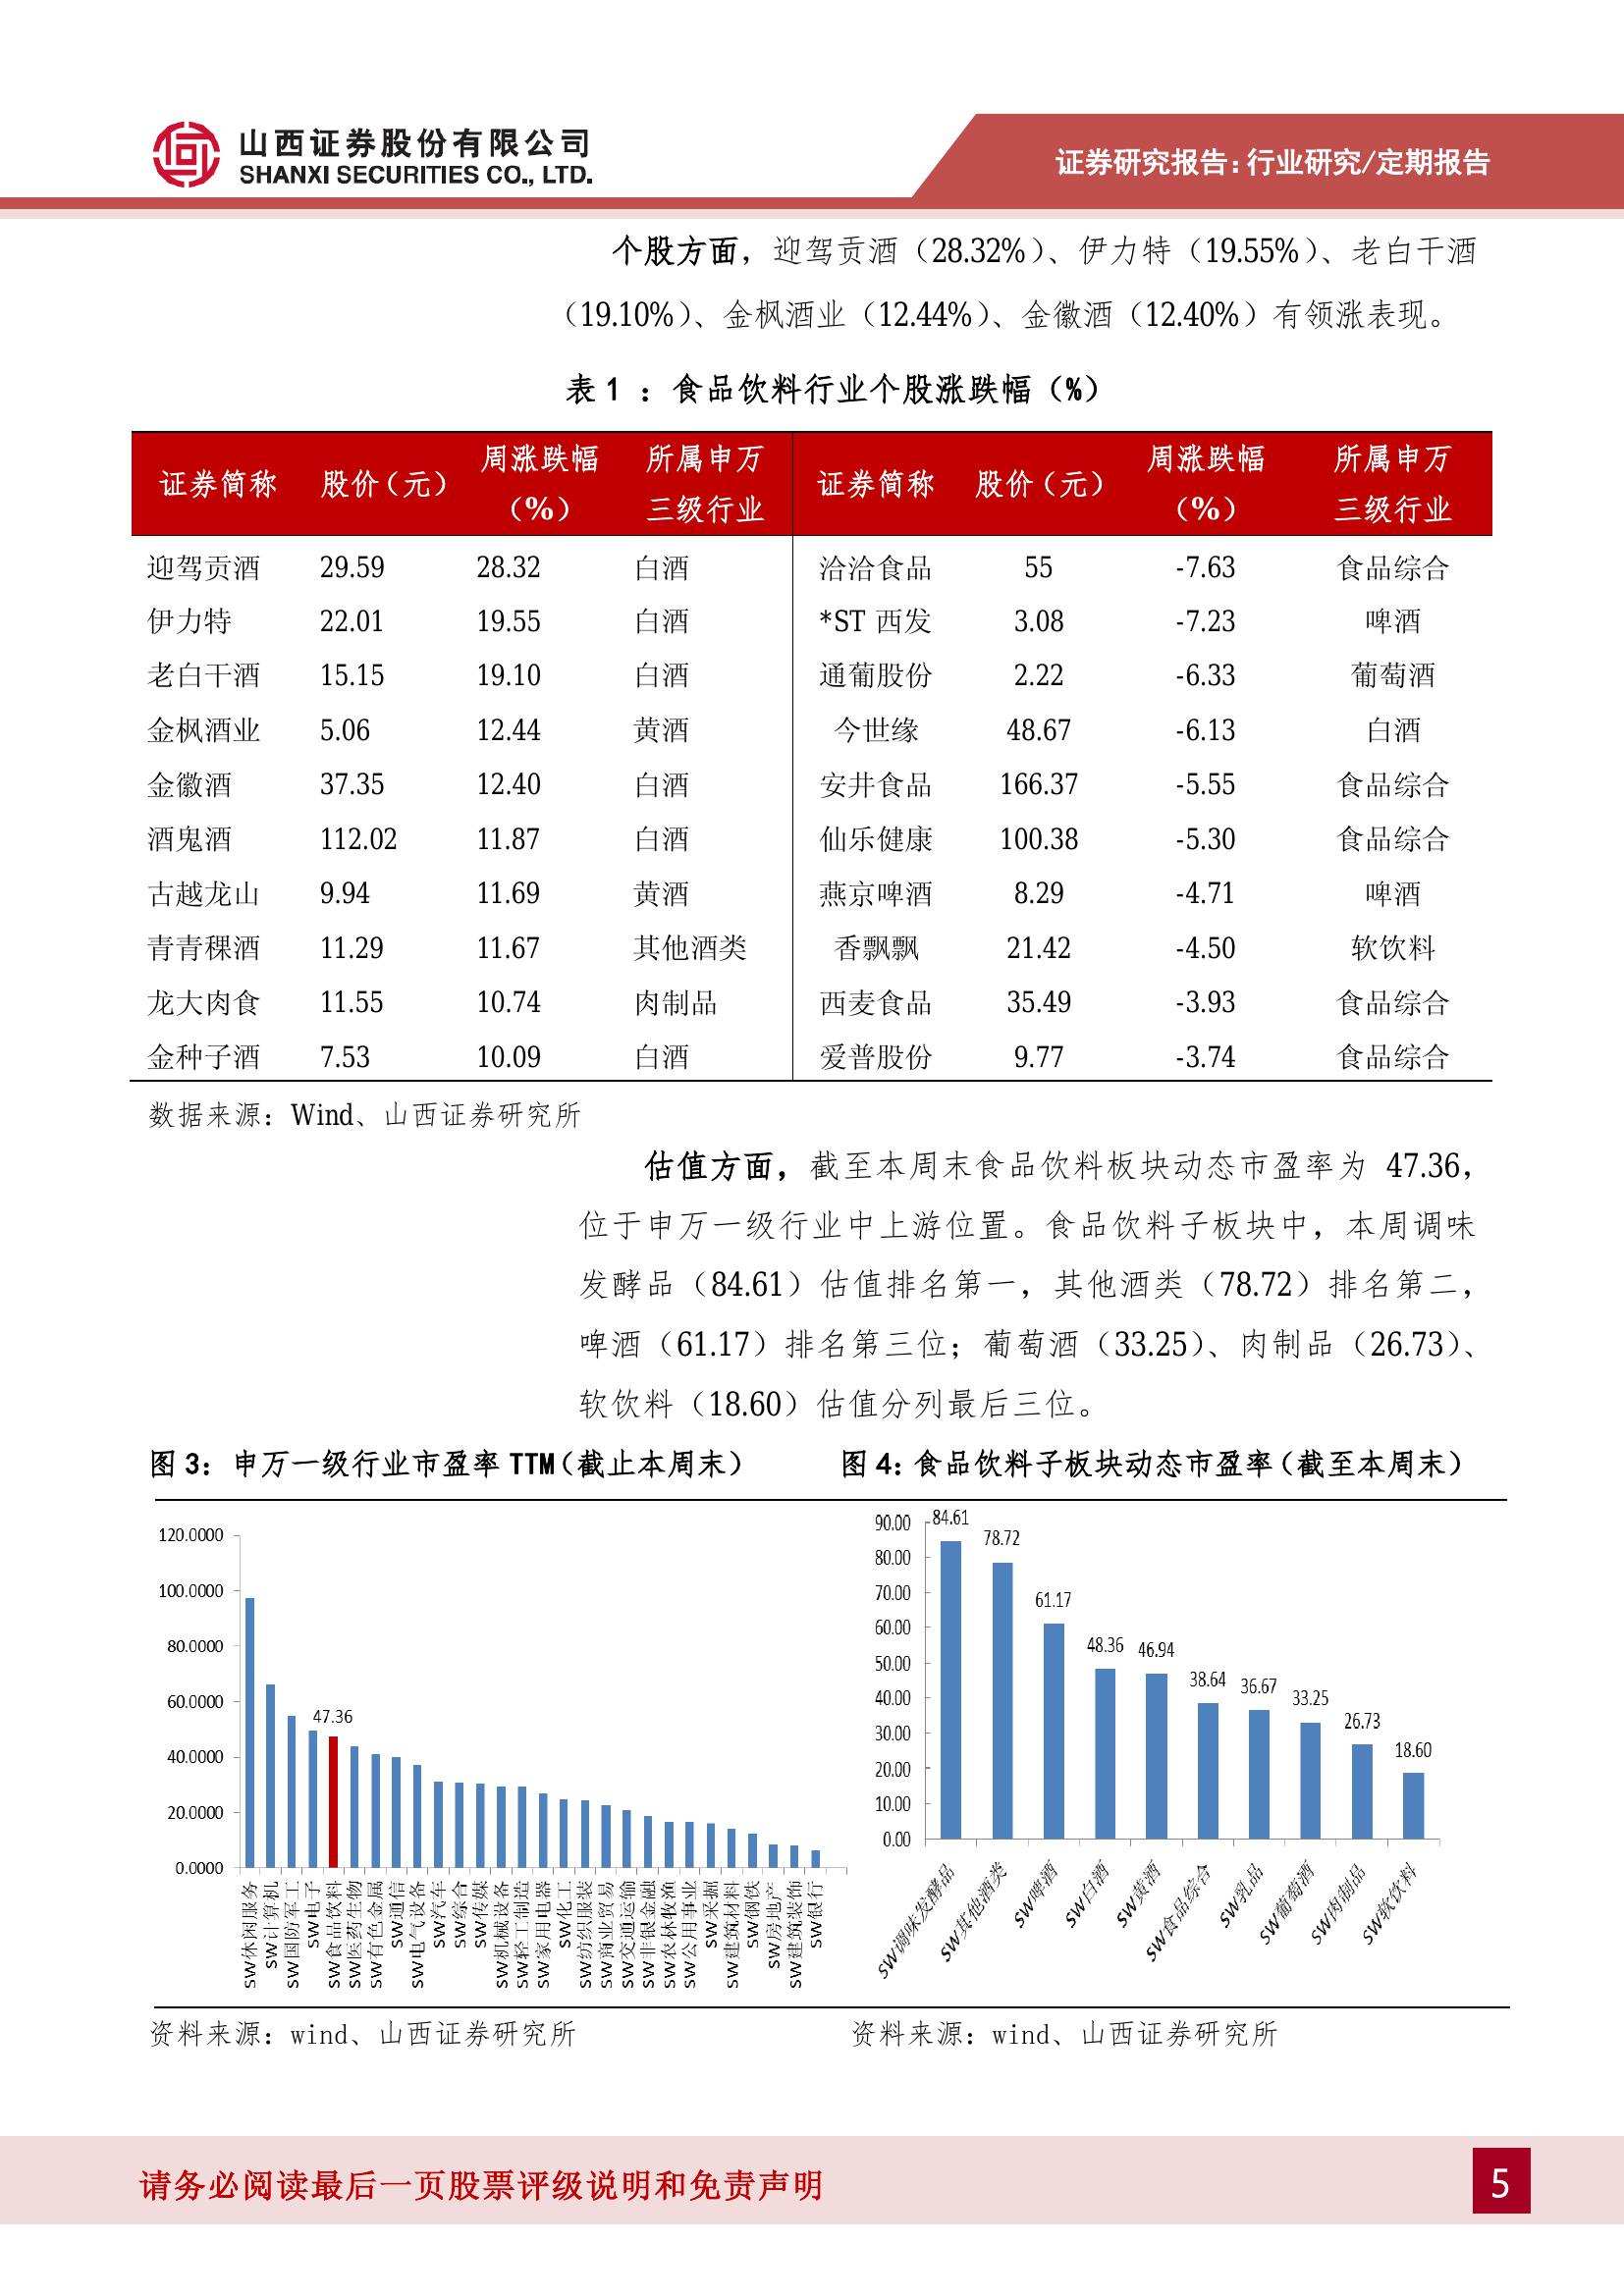 山西证券股份有限公司
SHANXI SECURITIES CO., LTD.
证券研究报告:行业研究/定期报告
个股方面，迎驾贡酒（28.32%）、伊力特（19.55%）、老白干酒
（19.10%）、金枫酒业（12.44%）、金徽酒（12.40%）有领涨表现。
表 1 ：食品饮料行业个股涨跌幅（%）
证券简称 股价（元） 周涨跌幅（%） 所属申万三级行业 证券简称 股价（元） 周涨跌幅（%） 所属申万三级行业
迎驾贡酒 29.59 28.32 白酒 洽洽食品 55 -7.63 食品综合
伊力特 22.01 19.55 白酒 *ST 西发 3.08 -7.23 啤酒
老白干酒 15.15 19.10 白酒 通葡股份 2.22 -6.33 葡萄酒
金枫酒业 5.06 12.44 黄酒 今世缘 48.67 -6.13 白酒
金徽酒 37.35 12.40 白酒 安井食品 166.37 -5.55 食品综合
酒鬼酒 112.02 11.87 白酒 仙乐健康 100.38 -5.30 食品综合
古越龙山 9.94 11.69 黄酒 燕京啤酒 8.29 -4.71 啤酒
青青稞酒 11.29 11.67 其他酒类 香飘飘 21.42 -4.50 软饮料
龙大肉食 11.55 10.74 肉制品 西麦食品 35.49 -3.93 食品综合
金种子酒 7.53 10.09 白酒 爱普股份 9.77 -3.74 食品综合
数据来源：Wind、山西证券研究所
估值方面，截至本周末食品饮料板块动态市盈率为 47.36，
位于申万一级行业中上游位置。食品饮料子板块中，本周调味
发酵品（84.61）估值排名第一，其他酒类（78.72）排名第二，
啤酒（61.17）排名第三位；葡萄酒（33.25）、肉制品（26.73）、
软饮料（18.60）估值分列最后三位。
图 3：申万一级行业市盈率 TTM（截止本周末）
120.0000
100.0000
80.0000
60.0000
40.0000
20.0000
0.0000
47.36
SW休闲服务
SW计算机
SW国防军工
SW电子
SW食品饮料
SW医药生物
SW有色金属
SW通信
SW电气设备
SW汽车
SW综合
SW传媒
SW机械设备
SW轻工制造
SW家用电器
SW化工
SW纺织服装
SW商业贸易
SW交通运输
SW非银金融
SW农林牧渔
SW公用事业
SW采掘
SW建筑材料
SW钢铁
SW房地产
SW建筑装饰
SW银行
资料来源：wind、山西证券研究所
图 4：食品饮料子板块动态市盈率（截至本周末）
90.00
80.00
70.00
60.00
50.00
40.00
30.00
20.00
10.00
0.00
84.61
78.72
61.17
48.36
46.94
38.64
36.67
33.25
26.73
18.60
SW调味发酵品
SW其他酒类
SW啤酒
SW白酒
SW黄酒
SW食品综合
SW乳品
SW葡萄酒
SW肉制品
SW软饮料
资料来源：wind、山西证券研究所
请务必阅读最后一页股票评级说明和免责声明
5